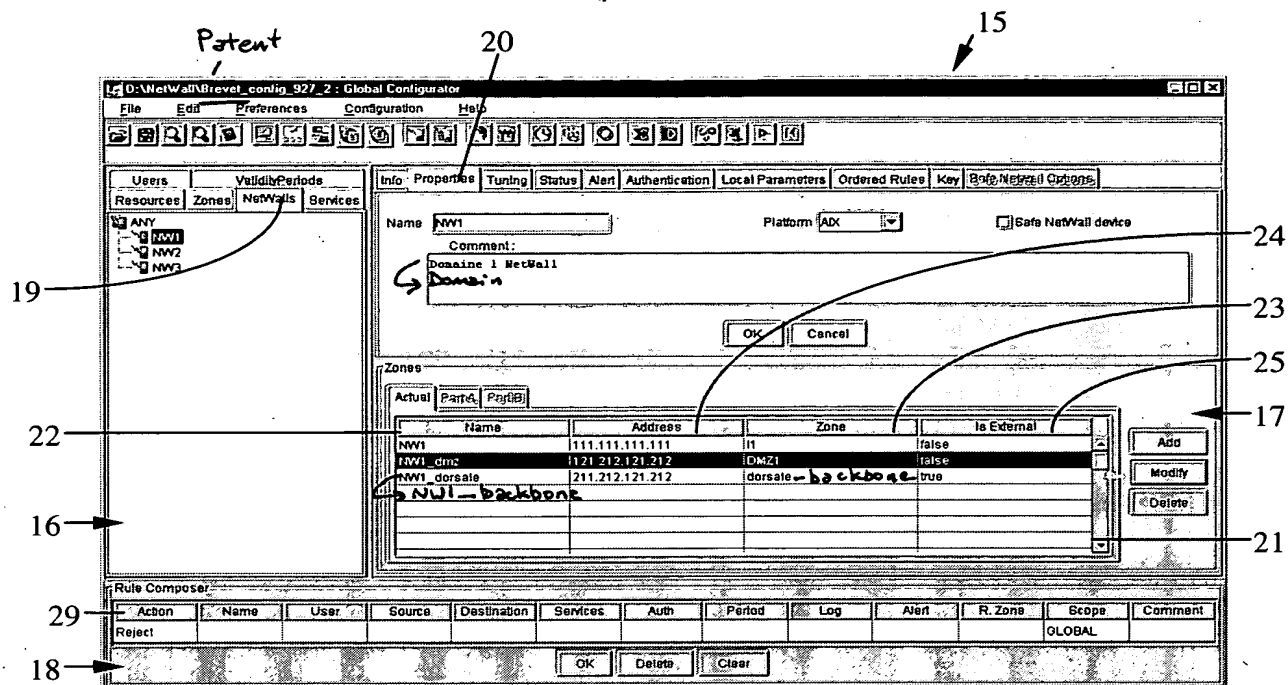 15
Patent
20
D:\NetWall\Brevet_config_927_2 : Global Configurator
File Edit Preferences Configuration Help
Users ValidityPeriods
Resources Zones NetWalls Services
ANY
NW1
NW2
NW3
19
Info Properties Tuning Status Alert Authentication Local Parameters Ordered Rules Key Safe Netwall Options
Name NW1 Platform AIX Safe NetWall device
Comment:
Domaine 1 NetWall
Domain
OK Cancel
24
23
25
17
Zones
Actual PartA PartB
22
Name Address Zone Is External
NW1 111.111.111.111 I1 false
NW1_dmz 121.212.121.212 DMZ1 false
NW1_dorsale 211.212.121.212 dorsale - backbone true
NW1 - backbone
Add
Modify
Delete
16
21
Rule Composer
29
Action Name User Source Destination Services Auth Period Log Alert R. Zone Scope Comment
Reject GLOBAL
18
OK Delete Clear